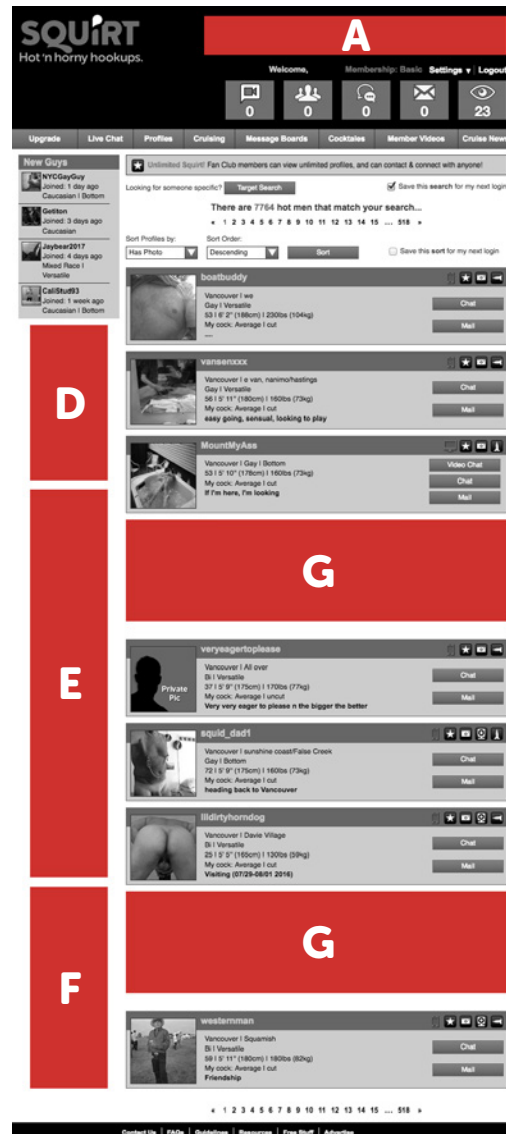 SQUiRT
Hot 'n horny hookups.
A
Welcome, Membership: Basic Settings ▾ | Logout
0 0 0 0 23
Upgrade Live Chat Profiles Cruising Message Boards Cocktales Member Videos Cruise News
New Guys
NYCGayGuy
Joined: 1 day ago
Caucasian | Bottom
Getiton
Joined: 3 days ago
Caucasian
Jaybear2017
Joined: 4 days ago
Mixed Race |
Versatile
CaliStud93
Joined: 1 week ago
Caucasian | Bottom
D
E
F
Unlimited Squirt! Fan Club members can view unlimited profiles, and can contact & connect with anyone!
Looking for someone specific? Target Search Save this search for my next login
There are 7764 hot men that match your search...
« 1 2 3 4 5 6 7 8 9 10 11 12 13 14 15 ... 518 »
Sort Profiles by: Sort Order:
Has Photo Descending Sort Save this sort for my next login
boatbuddy
Vancouver | we
Gay | Versatile
53 | 6' 2" (188cm) | 230lbs (104kg)
My cock: Average | cut
---
Chat
Mail
vansenxxx
Vancouver | e van, nanimo/hastings
Gay | Versatile
56 | 5' 11" (180cm) | 160lbs (73kg)
My cock: Average | cut
easy going, sensual, looking to play
Chat
Mail
MountMyAss
Vancouver | Gay | Bottom
53 | 5' 10" (178cm) | 160lbs (73kg)
My cock: Average | cut
If I'm here, I'm looking
Video Chat
Chat
Mail
G
veryeagertoplease
Private
Pic
Vancouver | All over
Bi | Versatile
37 | 5' 9" (175cm) | 170lbs (77kg)
My cock: Average | uncut
Very very eager to please n the bigger the better
Chat
Mail
squid_dad1
Vancouver | sunshine coast/False Creek
Gay | Bottom
72 | 5' 9" (175cm) | 160lbs (73kg)
My cock: Average | cut
heading back to Vancouver
Chat
Mail
lildirtyhorndog
Vancouver | Davie Village
Bi | Versatile
25 | 5' 5" (165cm) | 130lbs (59kg)
My cock: Average | cut
Visiting (07/29-08/01 2016)
Chat
Mail
G
westernman
Vancouver | Squamish
Bi | Versatile
59 | 5' 11" (180cm) | 180lbs (82kg)
My cock: Average | cut
Friendship
Chat
Mail
« 1 2 3 4 5 6 7 8 9 10 11 12 13 14 15 ... 518 »
Contact Us | FAQs | Guidelines | Resources | Free Stuff | Advertise